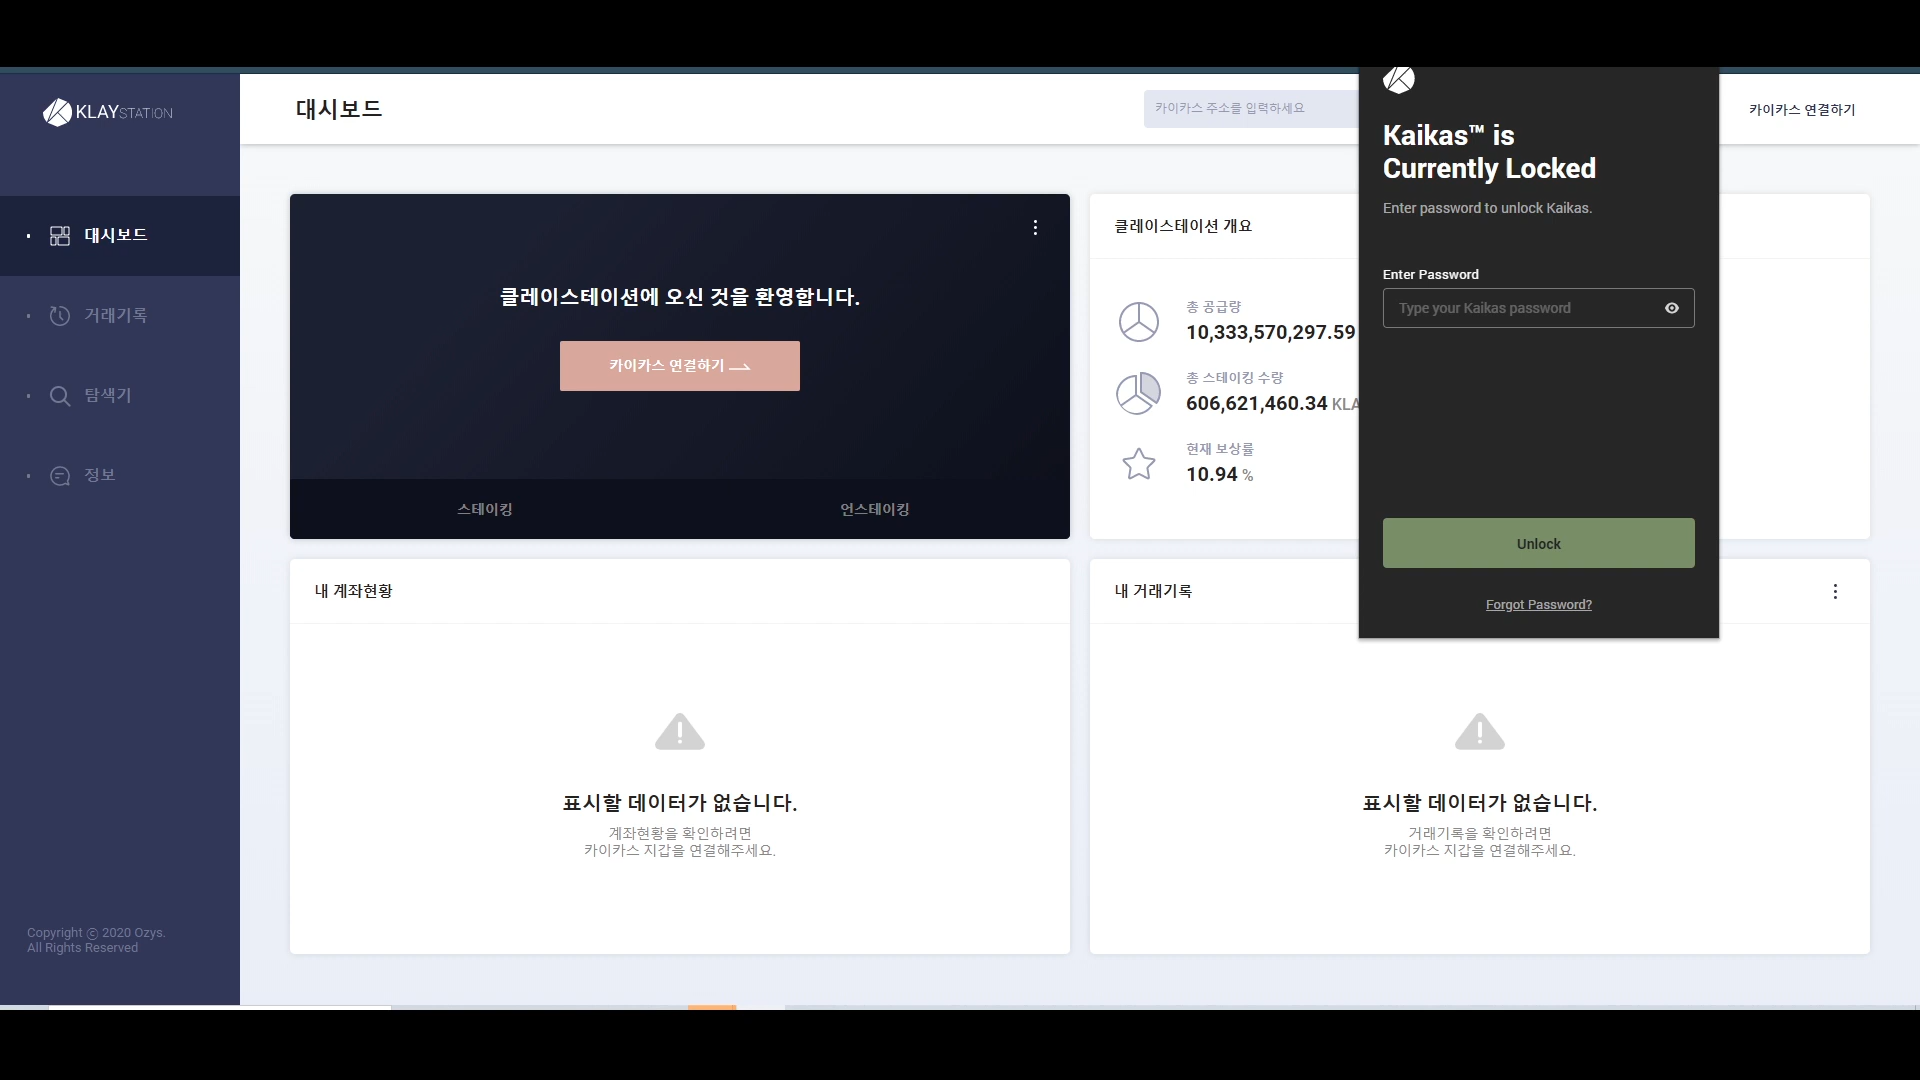 KLAYSTATION
대시보드
거래기록
탐색기
정보
Copyright ⓒ 2020 Ozys.
All Rights Reserved
대시보드
카이카스 주소를 입력하세요
카이카스 연결하기
클레이스테이션에 오신 것을 환영합니다.
카이카스 연결하기
스테이킹
언스테이킹
클레이스테이션 개요
총 공급량
10,333,570,297.59
총 스테이킹 수량
606,621,460.34 KLA
현재 보상률
10.94 %
내 계좌현황
표시할 데이터가 없습니다.
계좌현황을 확인하려면
카이카스 지갑을 연결해주세요.
내 거래기록
표시할 데이터가 없습니다.
거래기록을 확인하려면
카이카스 지갑을 연결해주세요.
Kaikas™ is
Currently Locked
Enter password to unlock Kaikas.
Enter Password
Type your Kaikas password
Unlock
Forgot Password?